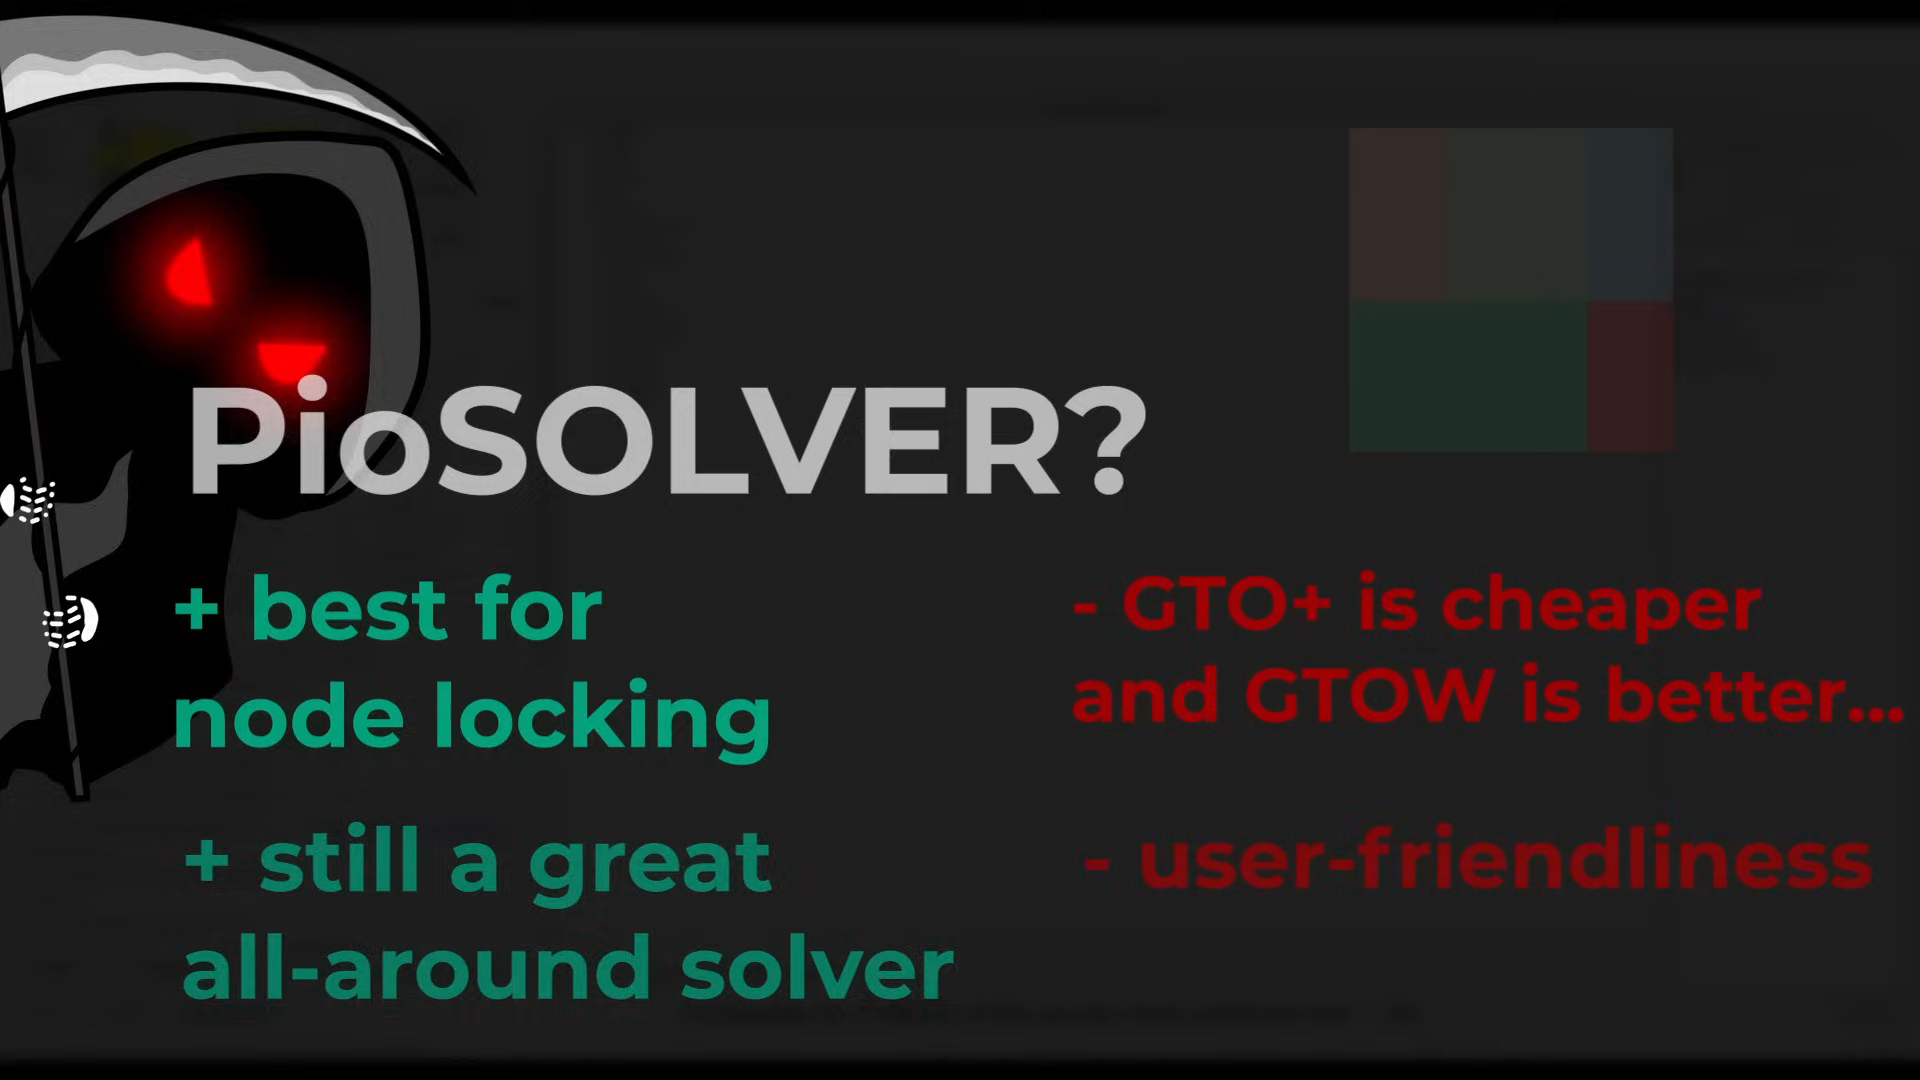 PioSOLVER?
+ best for
node locking
+ still a great
all-around solver
- GTO+ is cheaper
and GTOW is better...
- user-friendliness